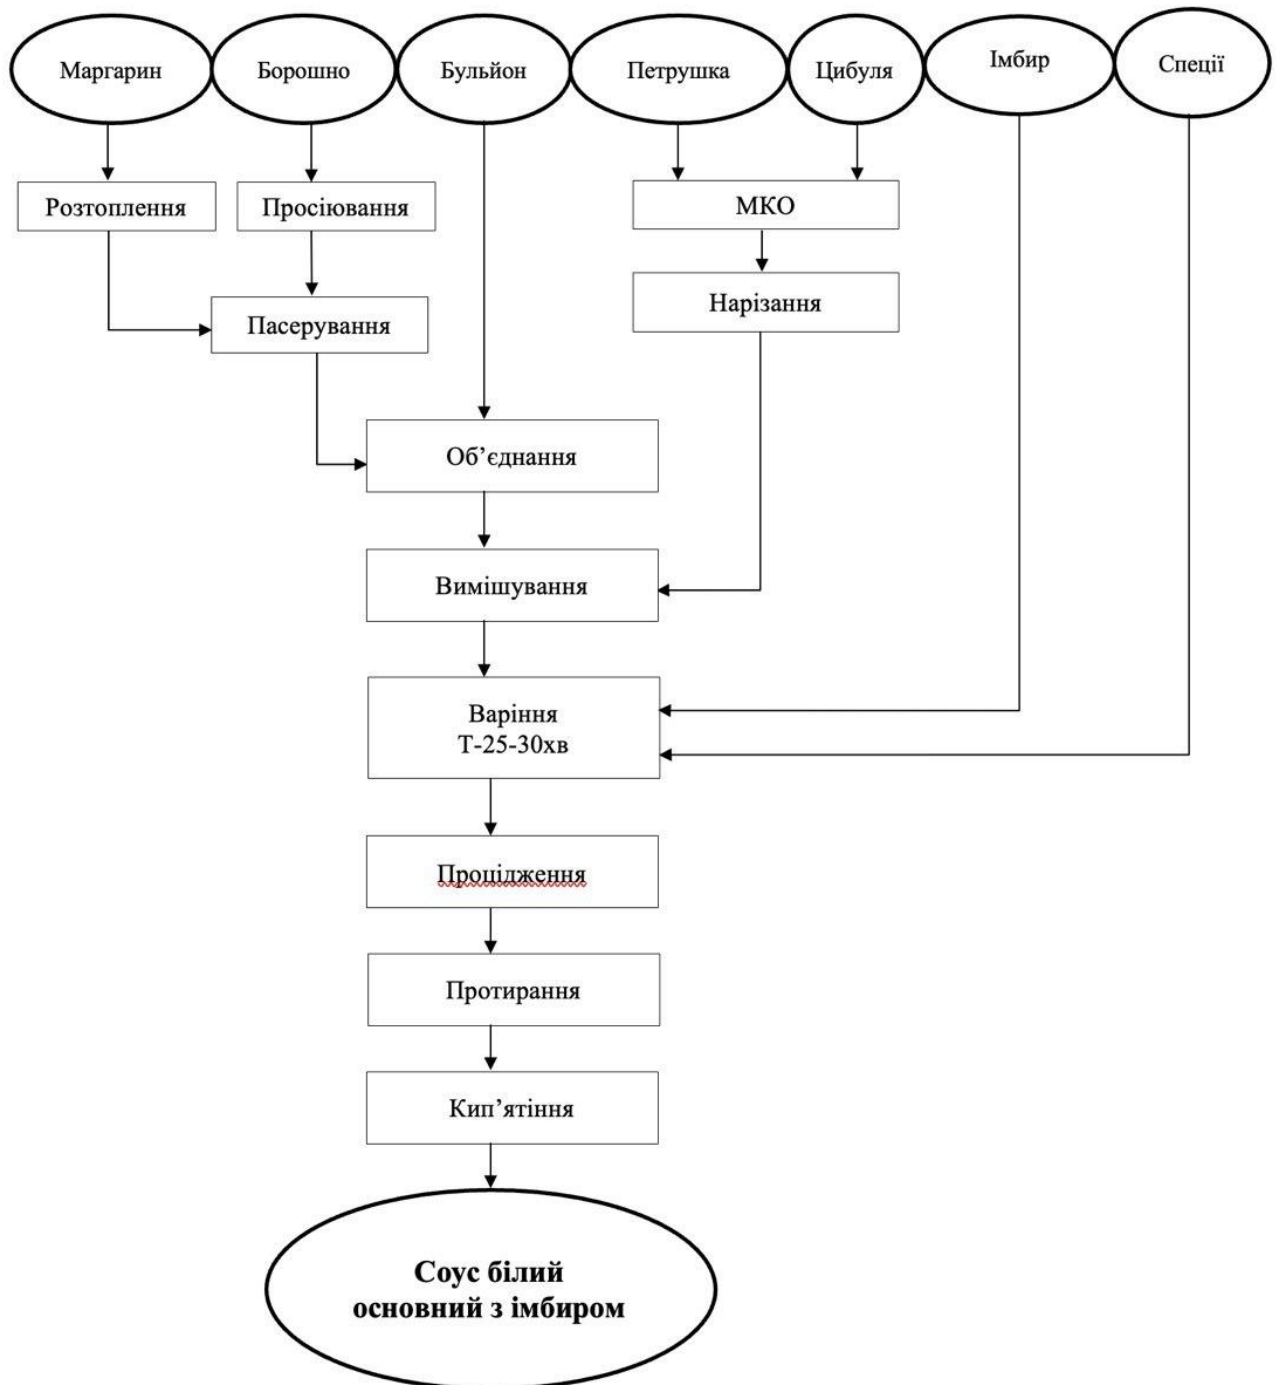 Маргарин
Борошно
Бульйон
Петрушка
Цибуля
Імбир
Спеції
Розтоплення
Просіювання
МКО
Нарізання
Пасерування
Об’єднання
Вимішування
Варіння
Т-25-30хв
Процідження
Протирання
Кип’ятіння
Соус білий
основний з імбиром